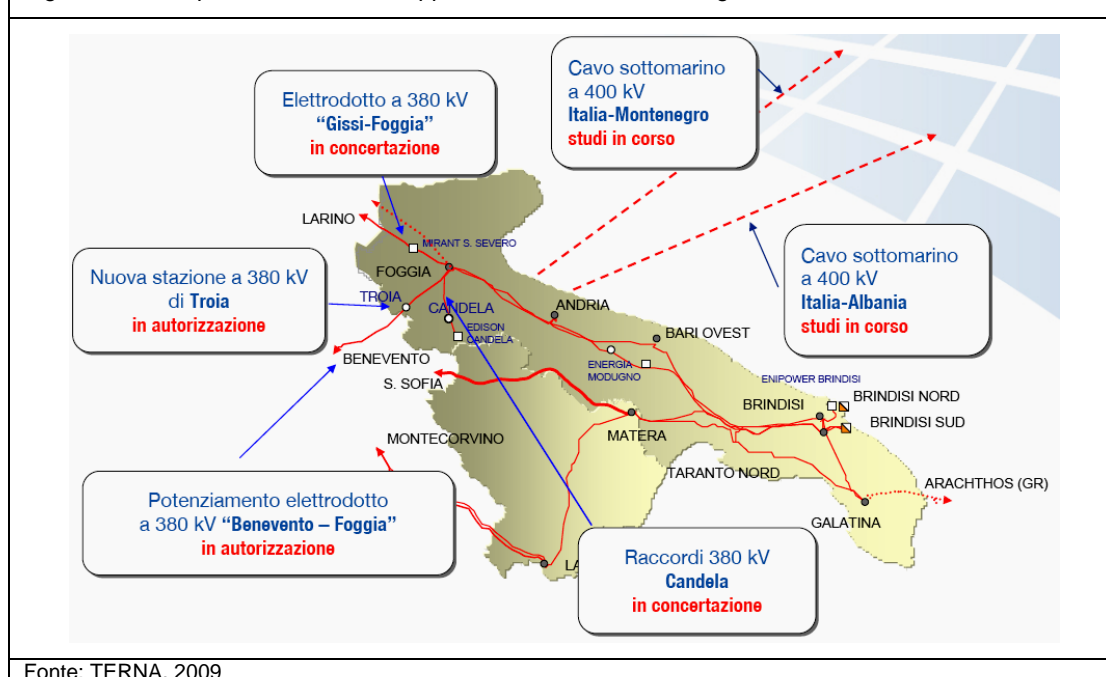 Cavo sottomarino
a 400 kV
Italia-Montenegro
studi in corso
Elettrodotto a 380 kV
“Gissi-Foggia”
in concertazione
LARINO
MIRANT S. SEVERO
Nuova stazione a 380 kV
di Troia
in autorizzazione
FOGGIA
TROIA
CANDELA
EDISON
CANDELA
ANDRIA
Cavo sottomarino
a 400 kV
Italia-Albania
studi in corso
BARI OVEST
BENEVENTO
ENERGIA
MODUGNO
S. SOFIA
ENIPOWER BRINDISI
BRINDISI
BRINDISI NORD
BRINDISI SUD
MONTECORVINO
MATERA
TARANTO NORD
ARACHTHOS (GR)
GALATINA
Potenziamento elettrodotto
a 380 kV “Benevento – Foggia”
in autorizzazione
Raccordi 380 kV
Candela
in concertazione
Fonte: TERNA, 2009